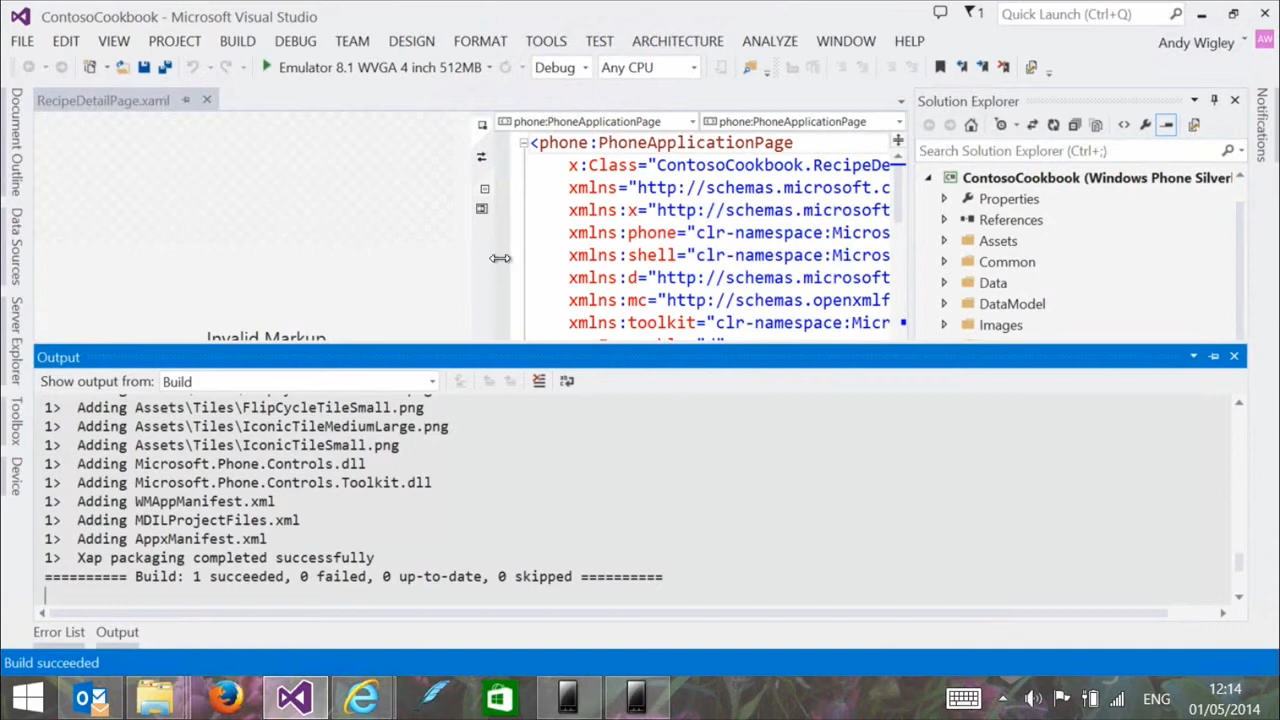 ContosoCookbook - Microsoft Visual Studio
1
Quick Launch (Ctrl+Q)
FILE EDIT VIEW PROJECT BUILD DEBUG TEAM DESIGN FORMAT TOOLS TEST ARCHITECTURE ANALYZE WINDOW HELP
Andy Wigley AW
Emulator 8.1 WVGA 4 inch 512MB Debug Any CPU
Document Outline
Data Sources
Server Explorer
Toolbox
Device
RecipeDetailPage.xaml
phone:PhoneApplicationPage phone:PhoneApplicationPage
<phone:PhoneApplicationPage
x:Class="ContosoCookbook.RecipeDe
xmlns="http://schemas.microsoft.c
xmlns:x="http://schemas.microsoft
xmlns:phone="clr-namespace:Micros
xmlns:shell="clr-namespace:Micros
xmlns:d="http://schemas.microsoft
xmlns:mc="http://schemas.openxmlf
xmlns:toolkit="clr-namespace:Micr
Invalid Markup
Solution Explorer
Search Solution Explorer (Ctrl+;)
ContosoCookbook (Windows Phone Silverl
Properties
References
Assets
Common
Data
DataModel
Images
Notifications
Output
Show output from: Build
1> Adding Assets\Tiles\FlipCycleTileSmall.png
1> Adding Assets\Tiles\IconicTileMediumLarge.png
1> Adding Assets\Tiles\IconicTileSmall.png
1> Adding Microsoft.Phone.Controls.dll
1> Adding Microsoft.Phone.Controls.Toolkit.dll
1> Adding WMAppManifest.xml
1> Adding MDILProjectFiles.xml
1> Adding AppxManifest.xml
1> Xap packaging completed successfully
========== Build: 1 succeeded, 0 failed, 0 up-to-date, 0 skipped ==========
Error List Output
Build succeeded
ENG
12:14
01/05/2014